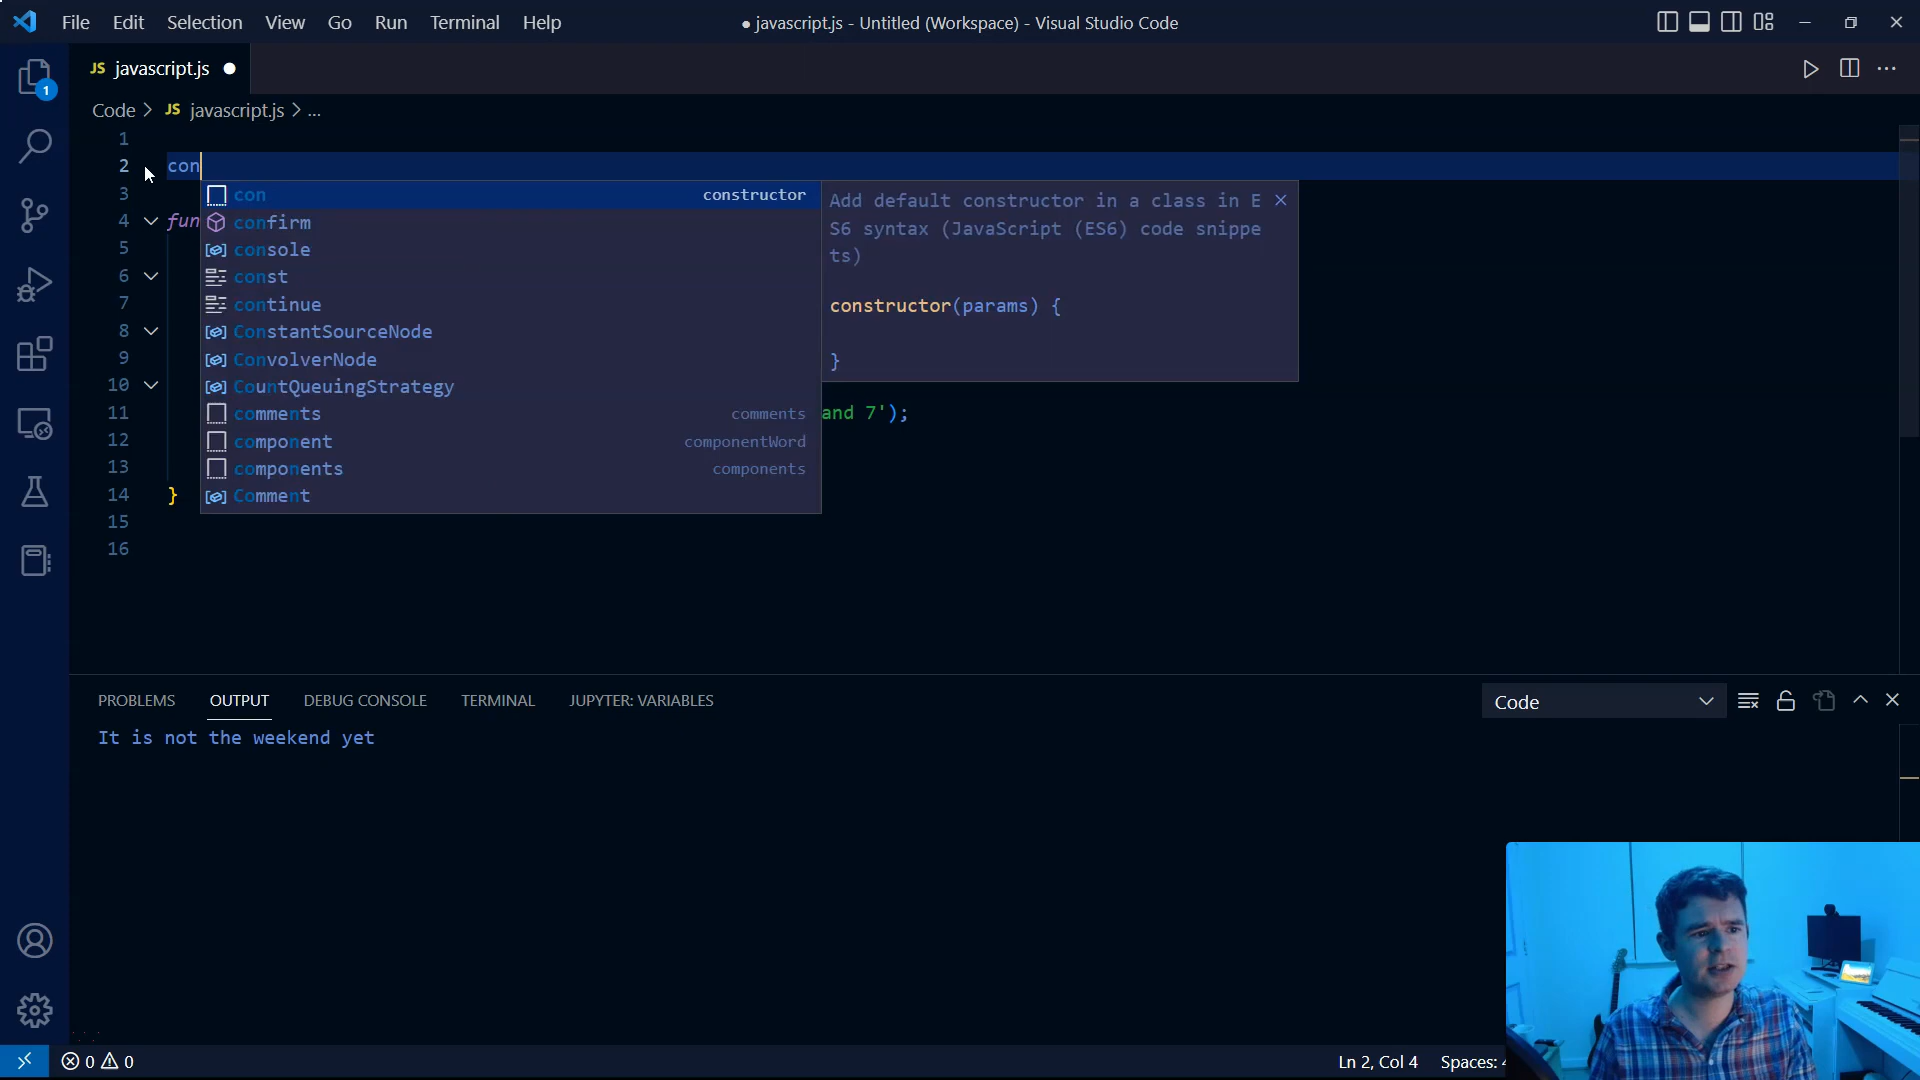 File Edit Selection View Go Run Terminal Help
● javascript.js - Untitled (Workspace) - Visual Studio Code
JS javascript.js ●
Code > JS javascript.js > ...
1
1
2 con
3
4 fun
5
6
7
8
9
10
11 and 7');
12
13
14 }
15
16
con constructor
confirm
console
const
continue
ConstantSourceNode
ConvolverNode
CountQueuingStrategy
comments comments
component componentWord
components components
Comment
Add default constructor in a class in E
S6 syntax (JavaScript (ES6) code snippe
ts)
constructor(params) {
}
PROBLEMS OUTPUT DEBUG CONSOLE TERMINAL JUPYTER: VARIABLES
Code
It is not the weekend yet
0 0
Ln 2, Col 4 Spaces: 4